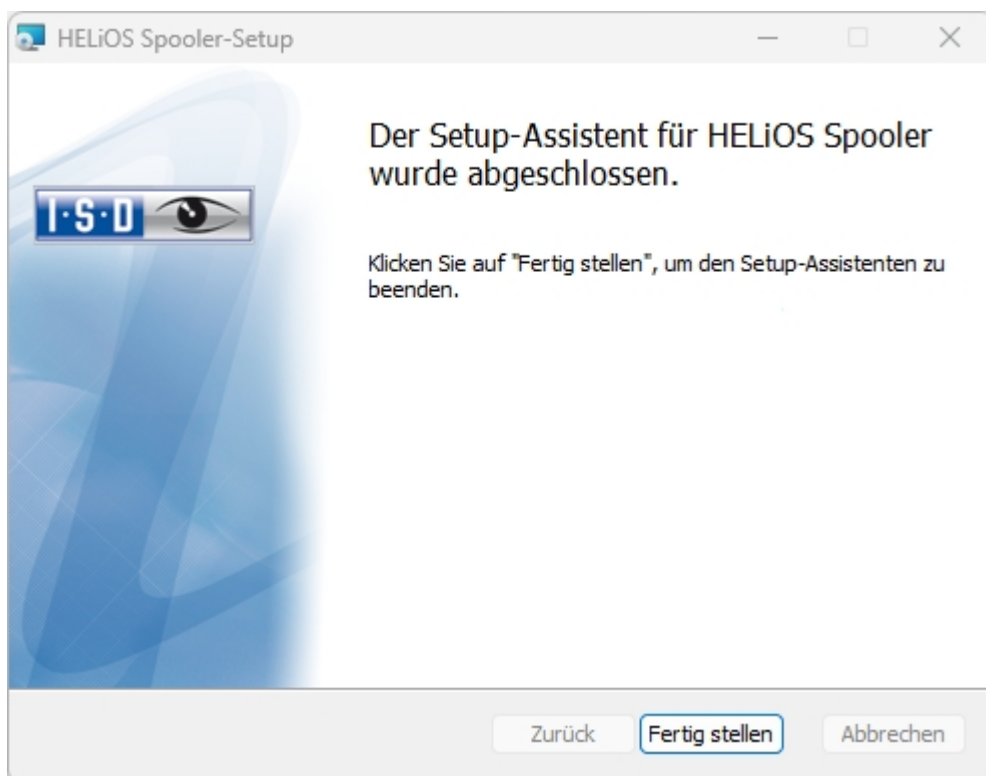 HELiOS Spooler-Setup
Der Setup-Assistent für HELiOS Spooler
wurde abgeschlossen.
I·S·D
Klicken Sie auf "Fertig stellen", um den Setup-Assistenten zu
beenden.
Zurück
Fertig stellen
Abbrechen